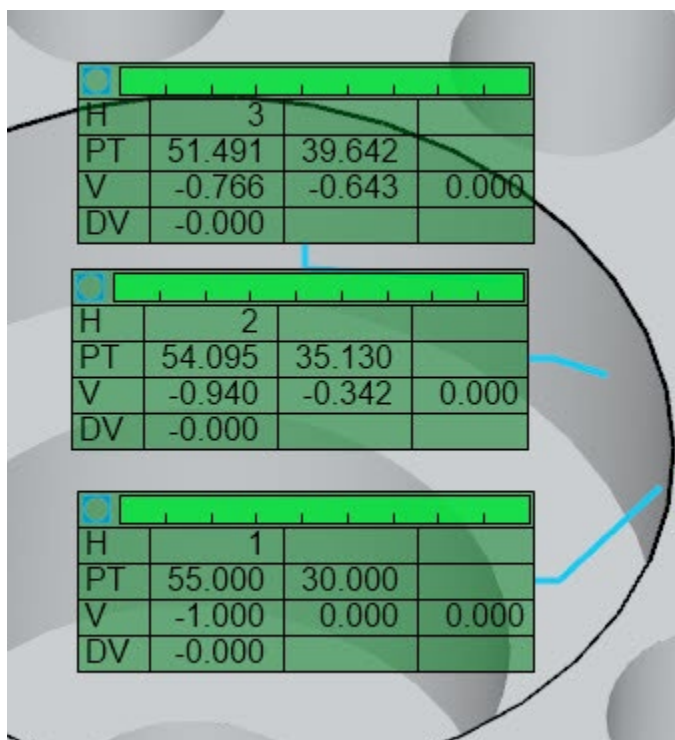 H 3
PT 51.491 39.642
V -0.766 -0.643 0.000
DV -0.000
H 2
PT 54.095 35.130
V -0.940 -0.342 0.000
DV -0.000
H 1
PT 55.000 30.000
V -1.000 0.000 0.000
DV -0.000